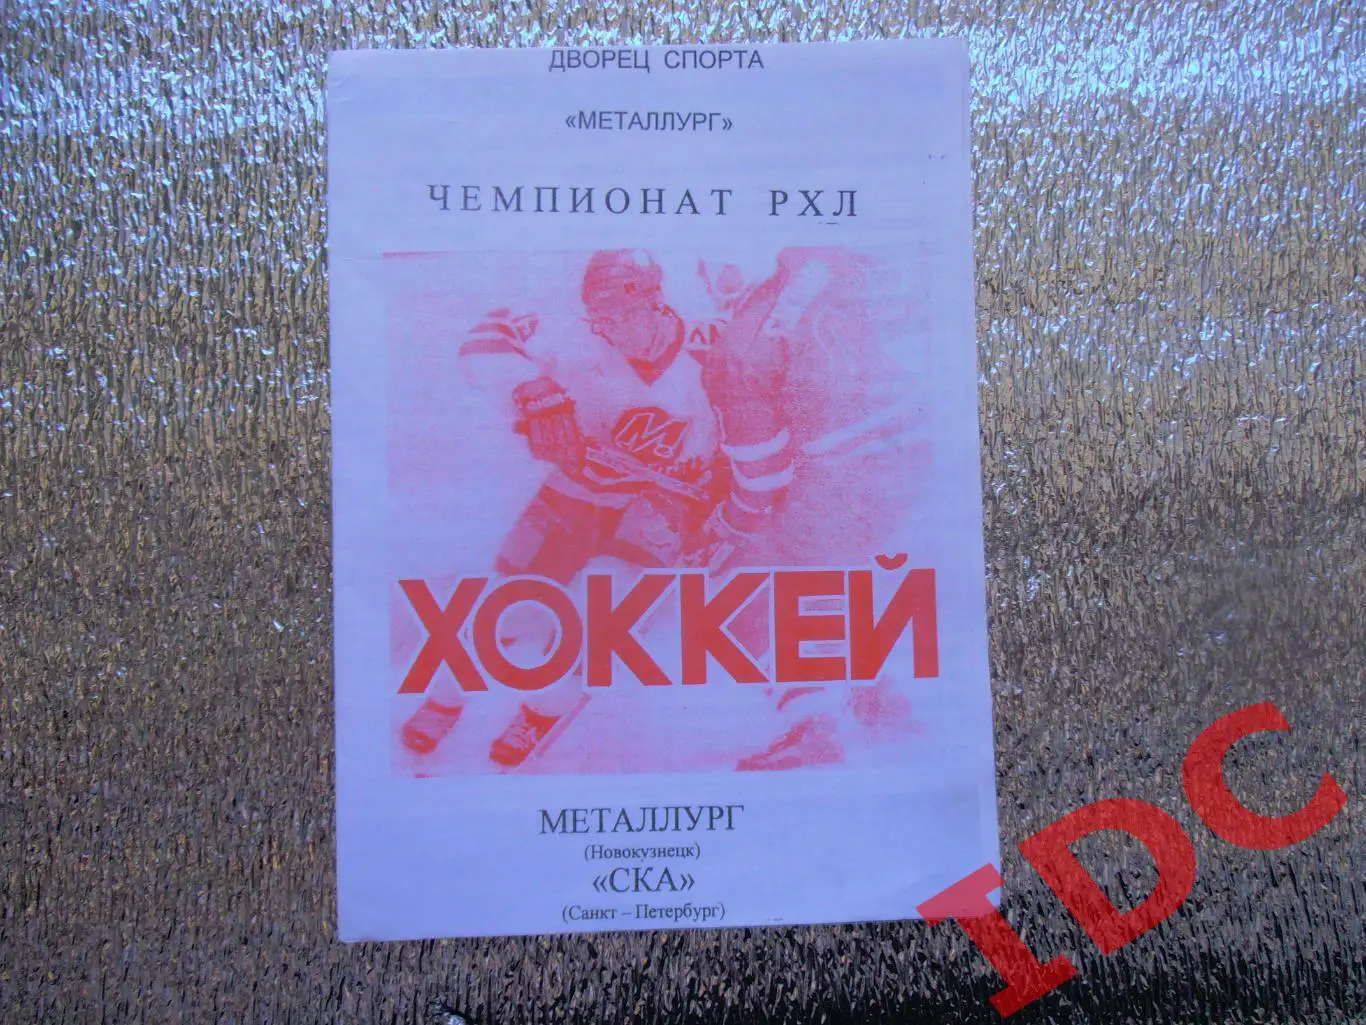 ДВОРЕЦ СПОРТА
«МЕТАЛЛУРГ»
ЧЕМПИОНАТ РХЛ
ХОККЕЙ
МЕТАЛЛУРГ
(Новокузнецк)
«СКА»
(Санкт – Петербург)
IDC